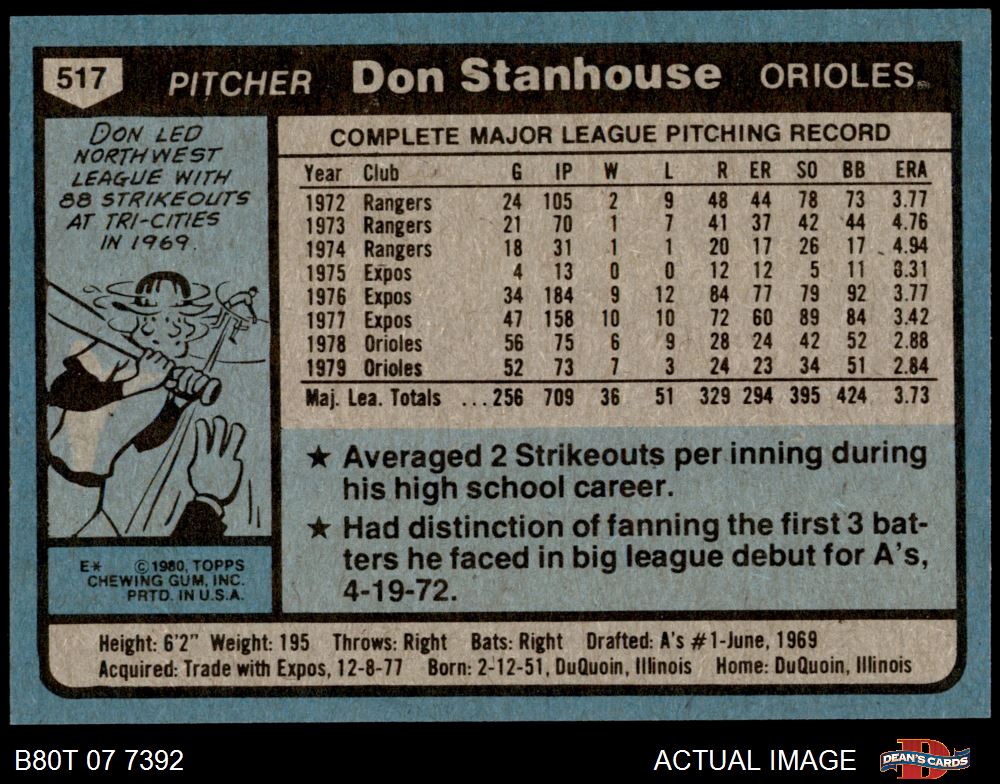 517 PITCHER Don Stanhouse ORIOLES
DON LED
NORTHWEST
LEAGUE WITH
88 STRIKEOUTS
AT TRI-CITIES
IN 1969.
E* ©1980, TOPPS
CHEWING GUM, INC.
PRTD. IN U.S.A.
COMPLETE MAJOR LEAGUE PITCHING RECORD
Year Club G IP W L R ER SO BB ERA
1972 Rangers 24 105 2 9 48 44 78 73 3.77
1973 Rangers 21 70 1 7 41 37 42 44 4.76
1974 Rangers 18 31 1 1 20 17 26 17 4.94
1975 Expos 4 13 0 0 12 12 5 11 8.31
1976 Expos 34 184 9 12 84 77 79 92 3.77
1977 Expos 47 158 10 10 72 60 89 84 3.42
1978 Orioles 56 75 6 9 28 24 42 52 2.88
1979 Orioles 52 73 7 3 24 23 34 51 2.84
Maj. Lea. Totals ...256 709 36 51 329 294 395 424 3.73
★ Averaged 2 Strikeouts per inning during
his high school career.
★ Had distinction of fanning the first 3 bat-
ters he faced in big league debut for A's,
4-19-72.
Height: 6'2" Weight: 195 Throws: Right Bats: Right Drafted: A's #1-June, 1969
Acquired: Trade with Expos, 12-8-77 Born: 2-12-51, DuQuoin, Illinois Home: DuQuoin, Illinois
B80T 07 7392 ACTUAL IMAGE DEAN'S CARDS